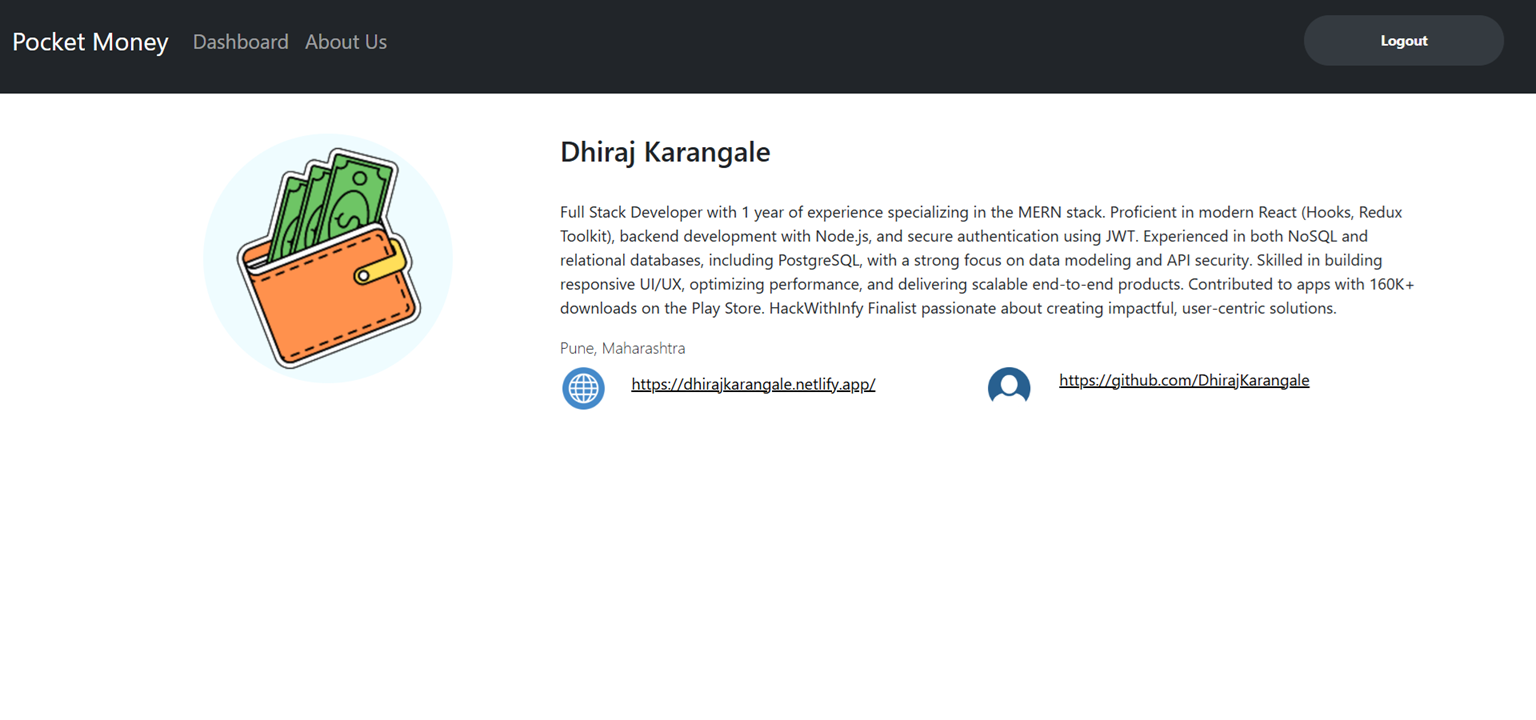 Pocket Money Dashboard About Us Logout
Dhiraj Karangale
Full Stack Developer with 1 year of experience specializing in the MERN stack. Proficient in modern React (Hooks, Redux
Toolkit), backend development with Node.js, and secure authentication using JWT. Experienced in both NoSQL and
relational databases, including PostgreSQL, with a strong focus on data modeling and API security. Skilled in building
responsive UI/UX, optimizing performance, and delivering scalable end-to-end products. Contributed to apps with 160K+
downloads on the Play Store. HackWithInfy Finalist passionate about creating impactful, user-centric solutions.
Pune, Maharashtra
https://dhirajkarangale.netlify.app/ https://github.com/DhirajKarangale